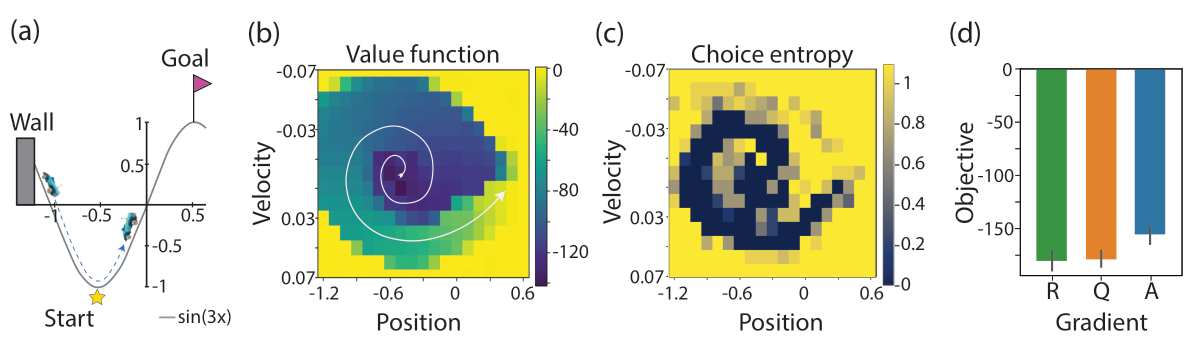 (a)
Goal
Wall
1
0.5
-1
-0.5
0.5
-0.5
-1
Start
sin(3x)
(b)
Value function
-0.07
-0.03
0.03
0.07
Velocity
-1.2 -0.6 0 0.6
Position
0
-40
-80
-120
(c)
Choice entropy
-0.07
-0.03
0.03
0.07
Velocity
-1.2 -0.6 0 0.6
Position
1
0.8
0.6
0.4
0.2
0
(d)
0
-50
-100
-150
Objective
R Q A
Gradient